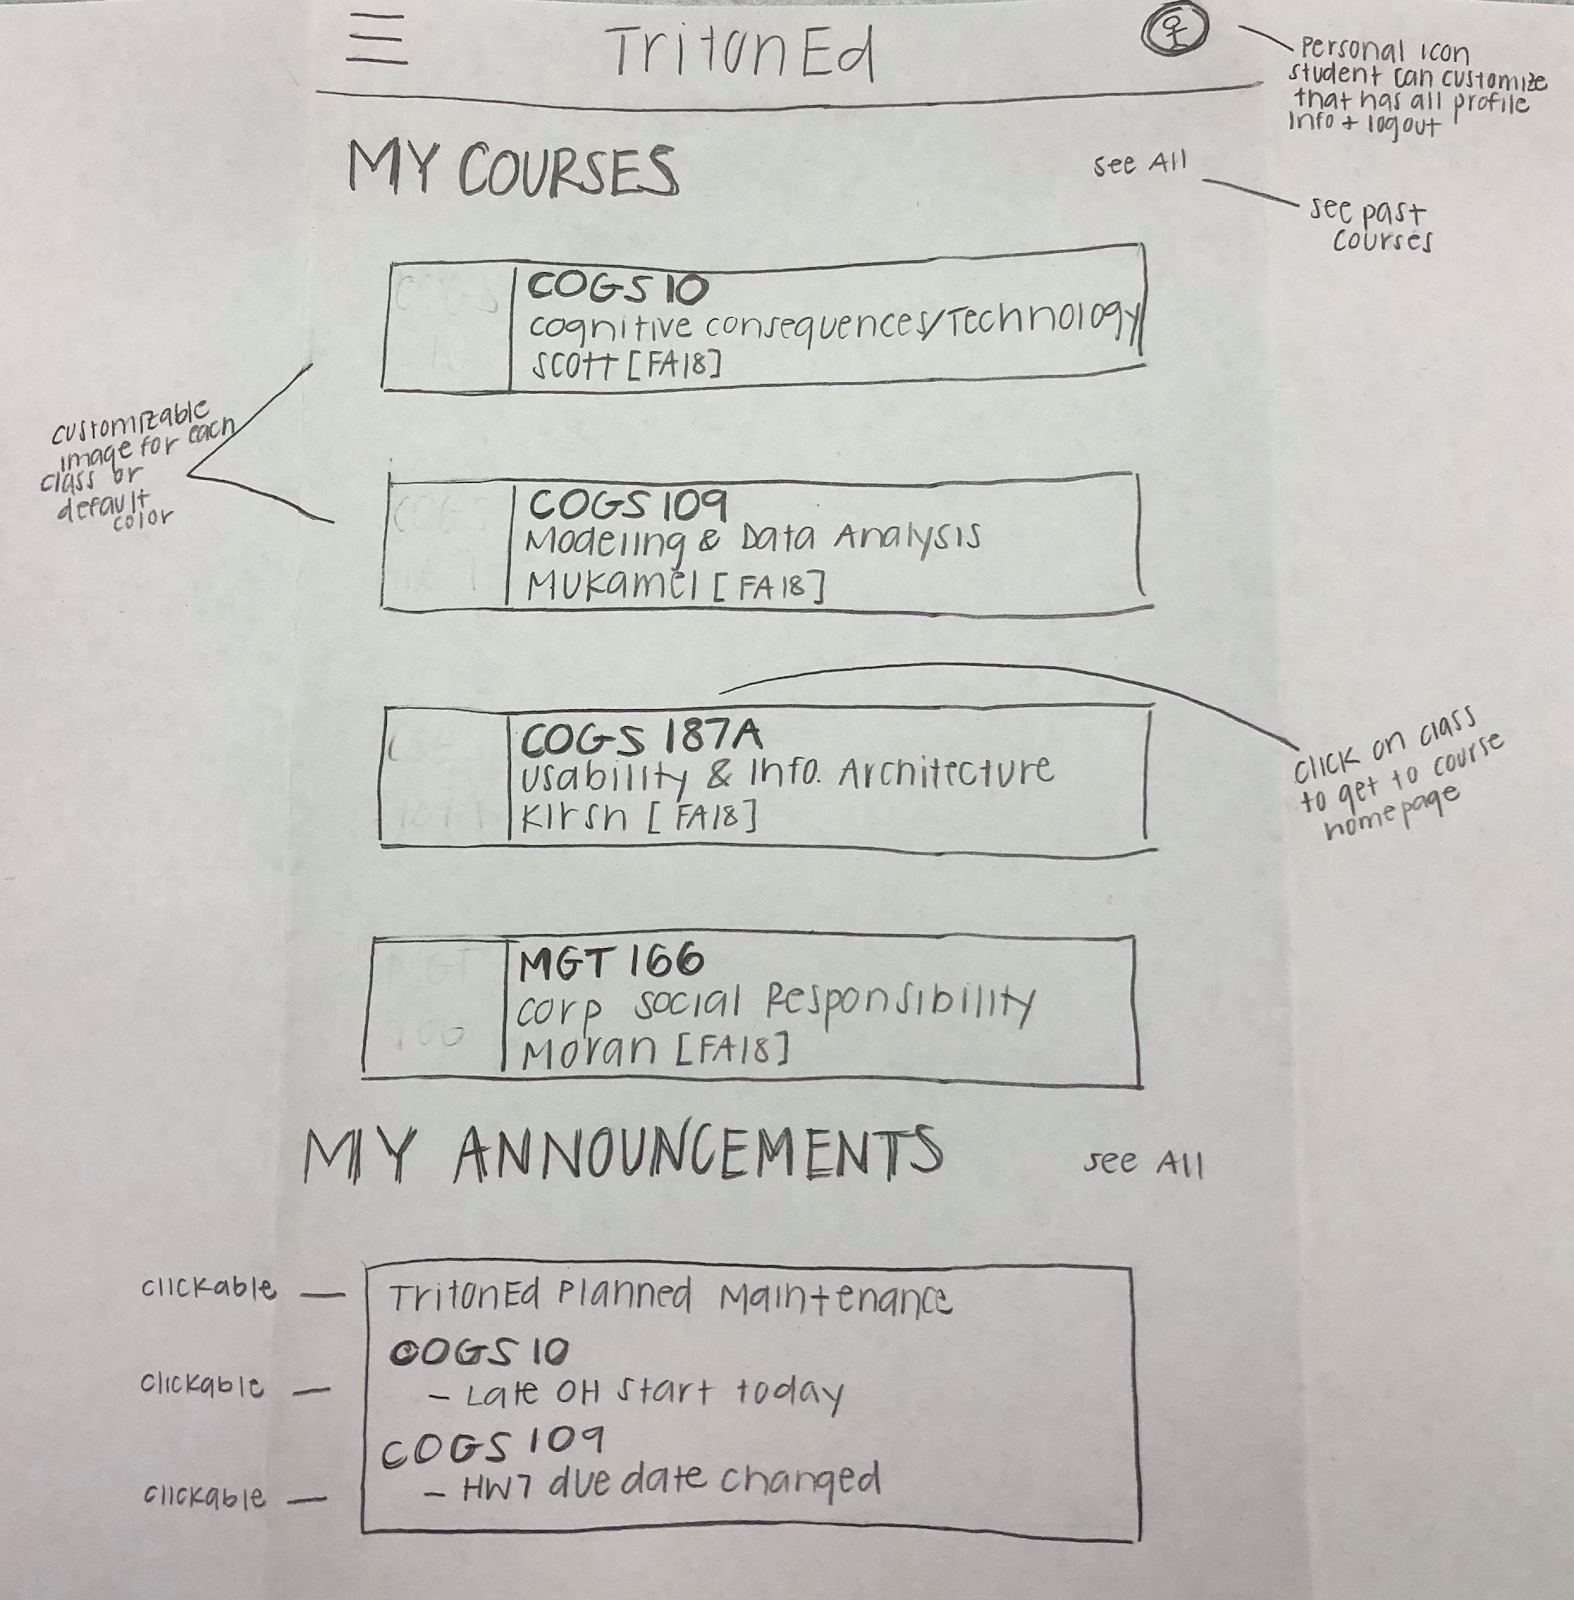 TritonEd
personal icon
student can customize
that has all profile
info + logout
MY COURSES
see All
see past
courses
COGS 10
cognitive consequences/Technology
Scott [FA18]
customizable
image for each
class or
default
color
COGS 109
Modeling & Data Analysis
Mukamel [FA18]
COGS 187A
Usability & Info. Architecture
Kirsh [FA18]
click on class
to get to course
homepage
MGT 166
Corp Social Responsibility
Moran [FA18]
MY ANNOUNCEMENTS
see All
clickable
TritonEd Planned Maintenance
COGS 10
clickable
- Late OH start today
COGS 109
clickable
- HW7 due date changed